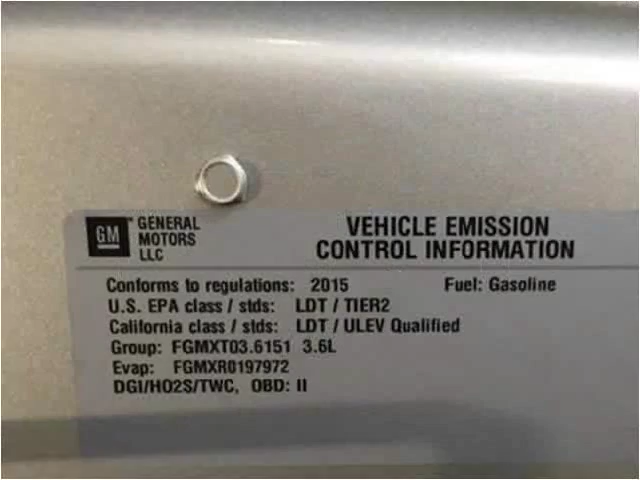 GM
GENERAL
MOTORS
LLC
VEHICLE EMISSION
CONTROL INFORMATION
Conforms to regulations: 2015 Fuel: Gasoline
U.S. EPA class / stds: LDT / TIER2
California class / stds: LDT / ULEV Qualified
Group: FGMXT03.6151 3.6L
Evap: FGMXR0197972
DGI/HO2S/TWC, OBD: II